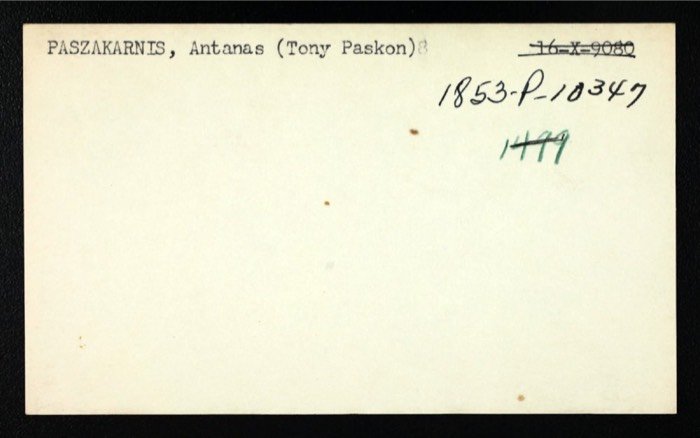 PASZAKARNIS, Antanas (Tony Paskon) 16-X-9080
1853-P-10347
1499